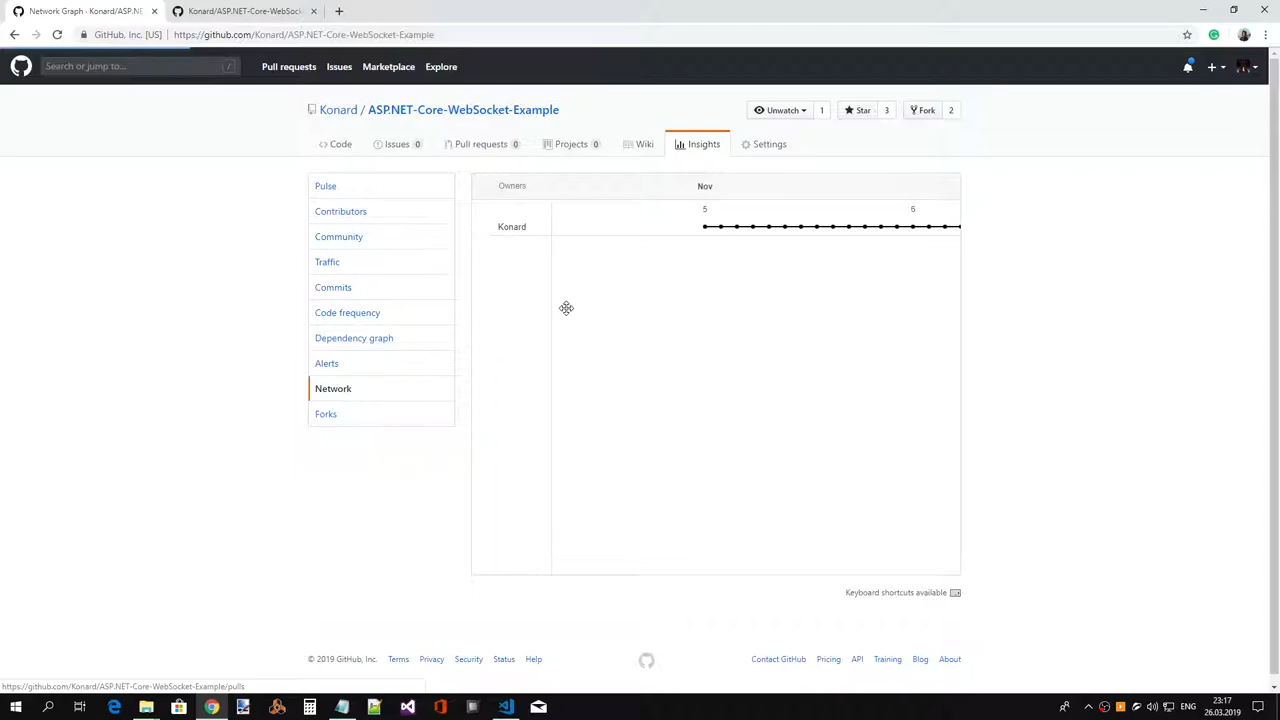 Network Graph · Konard/ASP.NE
Konard/ASP.NET-Core-WebSock
GitHub, Inc. [US]
https://github.com/Konard/ASP.NET-Core-WebSocket-Example
Search or jump to...
/
Pull requests
Issues
Marketplace
Explore
Konard / ASP.NET-Core-WebSocket-Example
Unwatch
1
Star
3
Fork
2
Code
Issues 0
Pull requests 0
Projects 0
Wiki
Insights
Settings
Pulse
Contributors
Community
Traffic
Commits
Code frequency
Dependency graph
Alerts
Network
Forks
Owners
Nov
5
6
Konard
Keyboard shortcuts available
© 2019 GitHub, Inc.
Terms
Privacy
Security
Status
Help
Contact GitHub
Pricing
API
Training
Blog
About
https://github.com/Konard/ASP.NET-Core-WebSocket-Example/pulls
ENG
23:17
26.03.2019